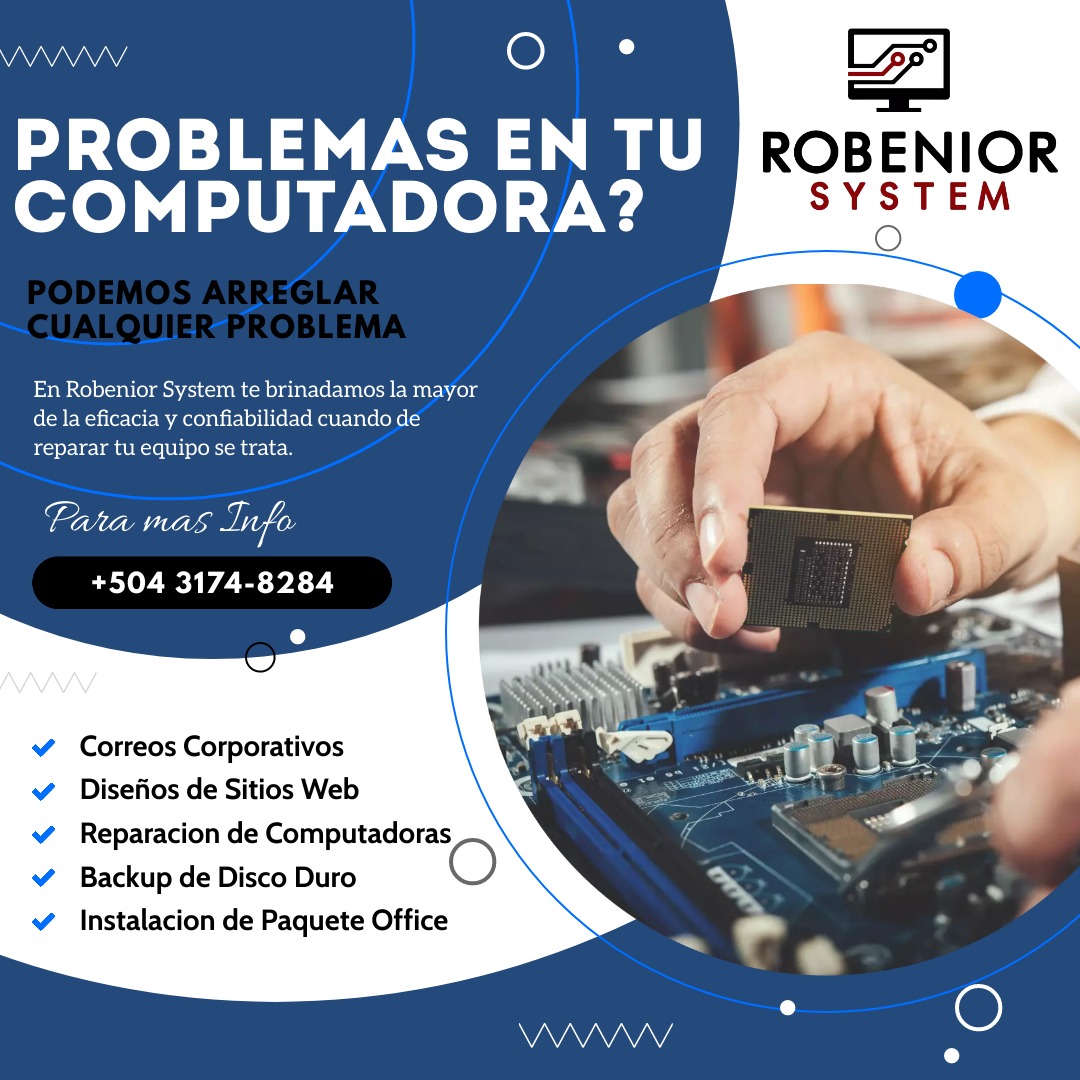 PROBLEMAS EN TU
COMPUTADORA?
ROBENIOR
SYSTEM
PODEMOS ARREGLAR
CUALQUIER PROBLEMA
En Robenior System te brinadamos la mayor
de la eficacia y confiabilidad cuando de
reparar tu equipo se trata.
Para mas Info
+504 3174-8284
Correos Corporativos
Diseños de Sitios Web
Reparacion de Computadoras
Backup de Disco Duro
Instalacion de Paquete Office